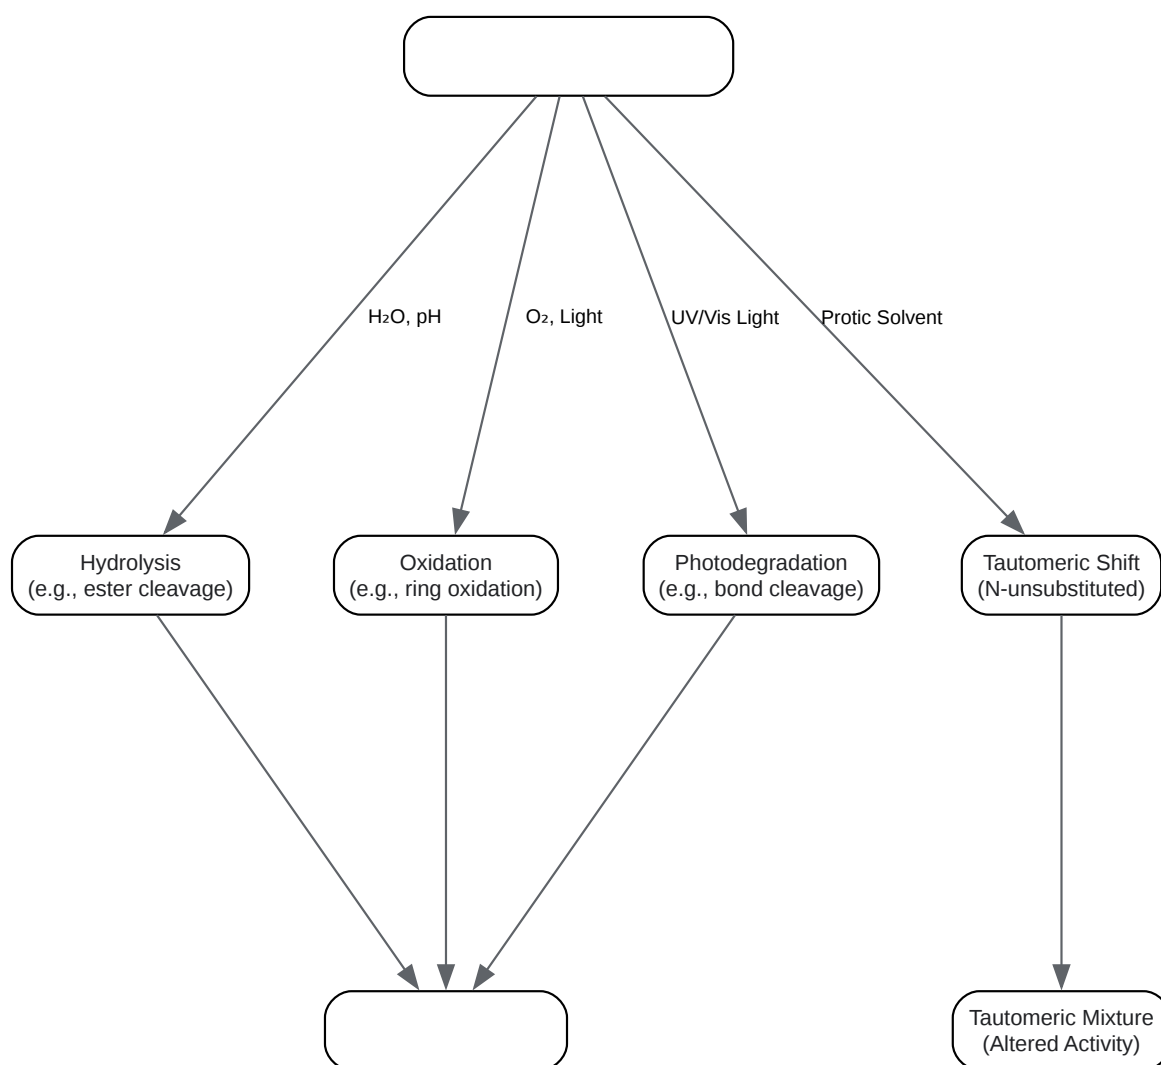 H₂O, pH
O₂, Light
UV/Vis Light
Protic Solvent
Hydrolysis
(e.g., ester cleavage)
Oxidation
(e.g., ring oxidation)
Photodegradation
(e.g., bond cleavage)
Tautomeric Shift
(N-unsubstituted)
Tautomeric Mixture
(Altered Activity)